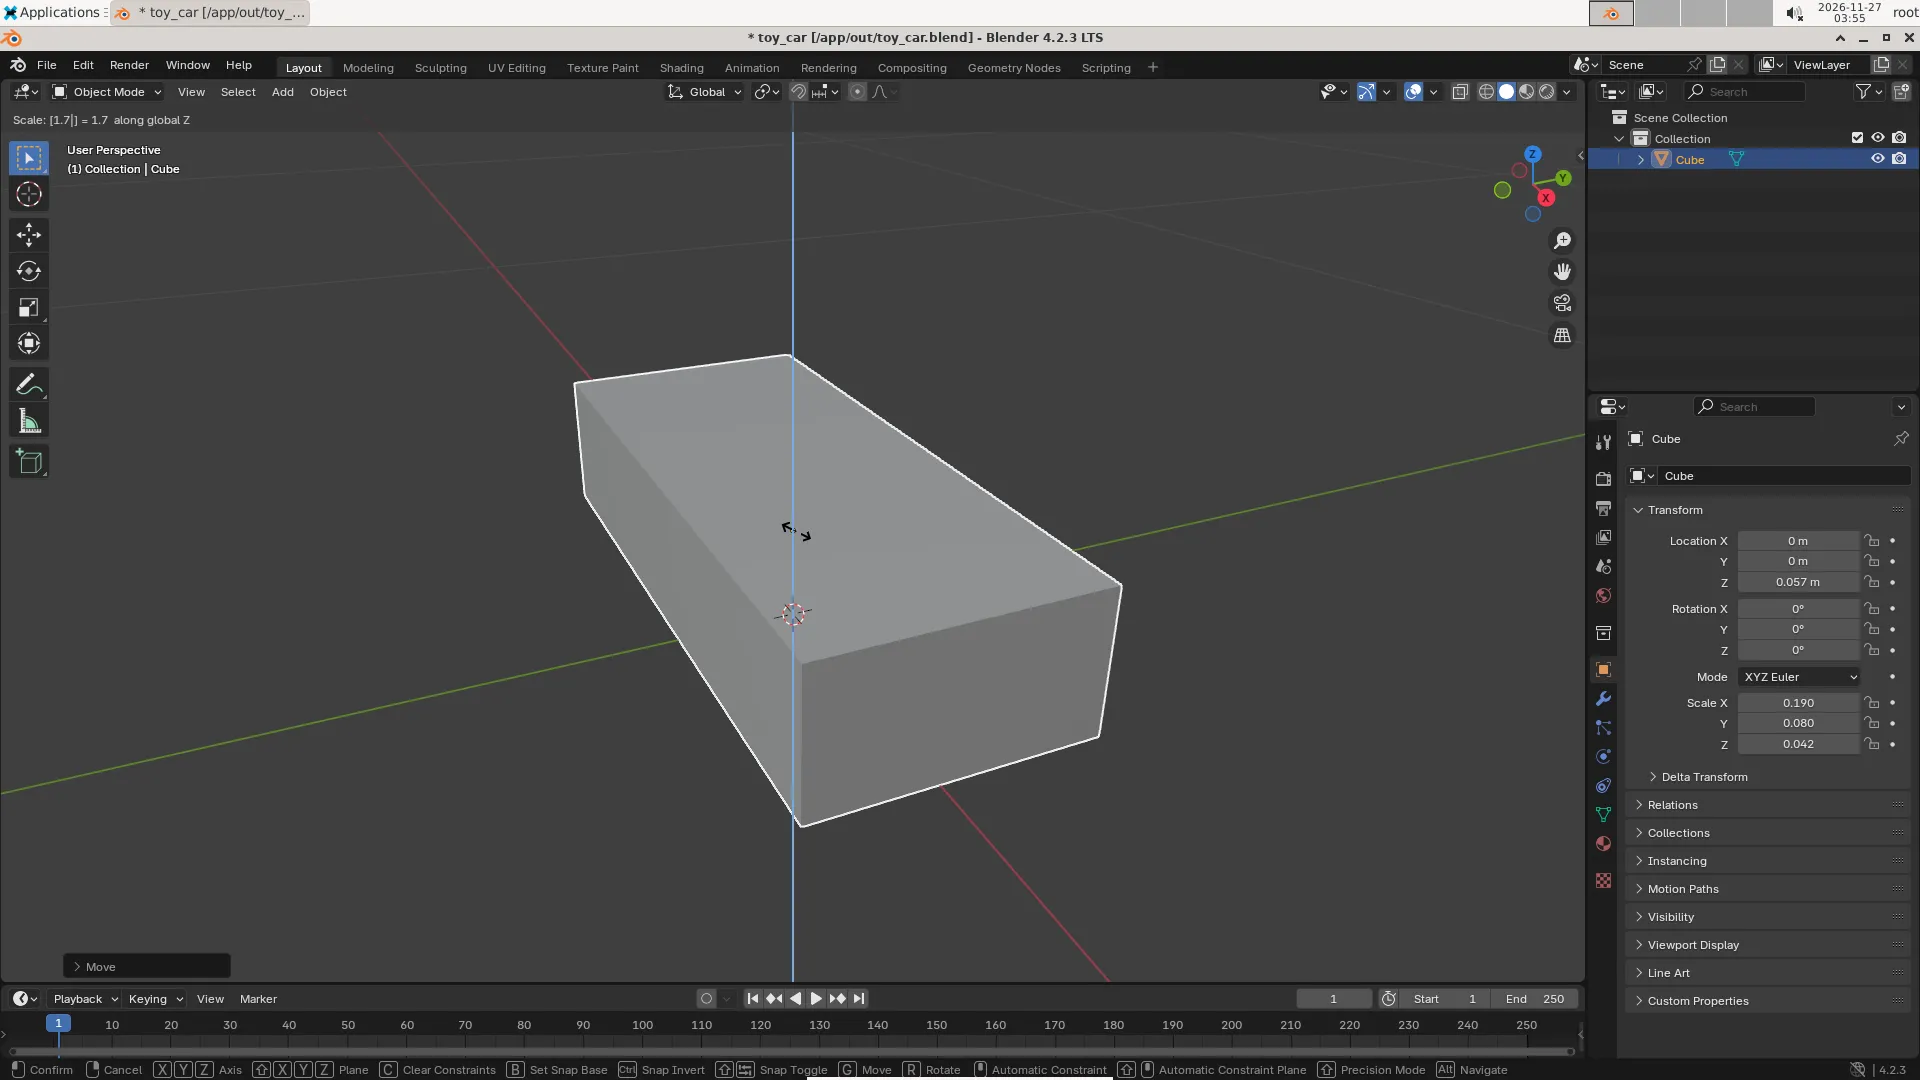 Applications
* toy_car [/app/out/toy_...
2026-11-27
03:55
root
* toy_car [/app/out/toy_car.blend] - Blender 4.2.3 LTS
File Edit Render Window Help
Layout Modeling Sculpting UV Editing Texture Paint Shading Animation Rendering Compositing Geometry Nodes Scripting +
Scene
ViewLayer
Object Mode View Select Add Object
Global
Search
Scale: [1.7|] = 1.7 along global Z
User Perspective
(1) Collection | Cube
Z
Y
X
Scene Collection
Collection
Cube
Search
Cube
Cube
Transform
Location X 0 m
Y 0 m
Z 0.057 m
Rotation X 0°
Y 0°
Z 0°
Mode XYZ Euler
Scale X 0.190
Y 0.080
Z 0.042
Delta Transform
Relations
Collections
Instancing
Motion Paths
Visibility
Viewport Display
Line Art
Custom Properties
Move
Playback Keying View Marker
1
Start 1
End 250
1 10 20 30 40 50 60 70 80 90 100 110 120 130 140 150 160 170 180 190 200 210 220 230 240 250
Confirm Cancel X Y Z Axis X Y Z Plane C Clear Constraints B Set Snap Base Ctrl Snap Invert Snap Toggle G Move R Rotate Automatic Constraint Automatic Constraint Plane Precision Mode Alt Navigate
4.2.3